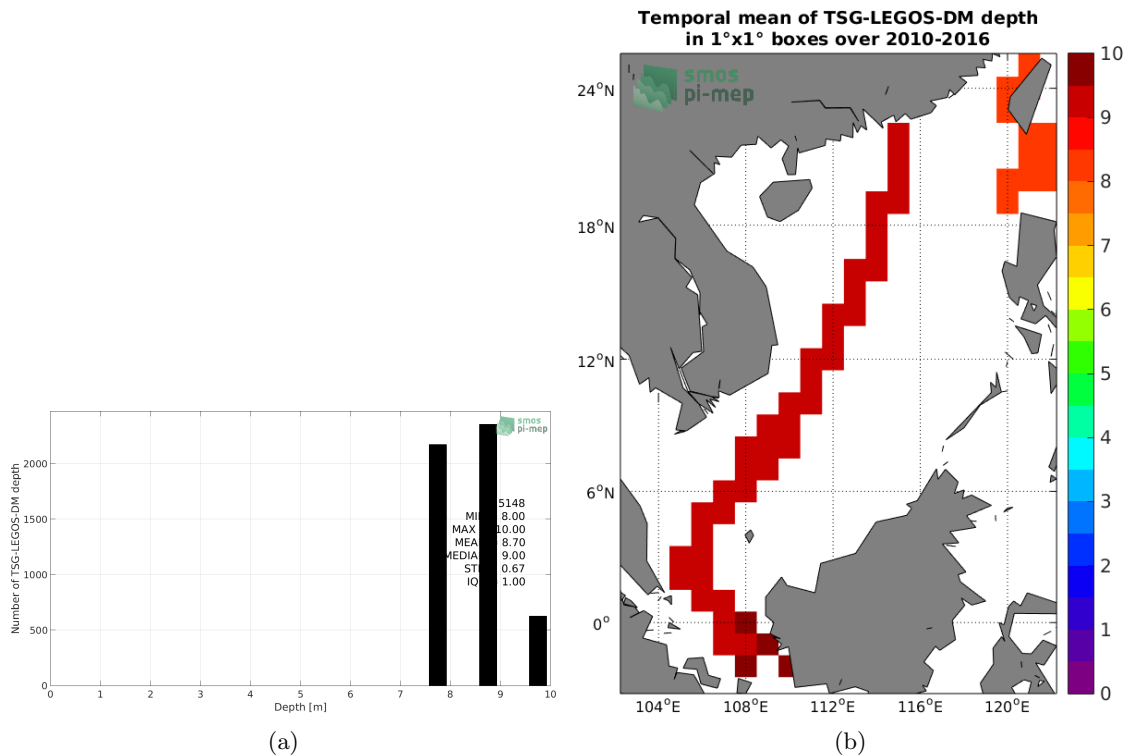 Number of TSG-LEGOS-DM depth
2000
1500
1000
500
0
0 1 2 3 4 5 6 7 8 9 10
Depth [m]
smos
pi-mep
5148
8.00
MAX 10.00
8.70
MEDIAN 9.00
0.67
1.00
(a)
Temporal mean of TSG-LEGOS-DM depth
in 1°x1° boxes over 2010-2016
smos
pi-mep
24°N
18°N
12°N
6°N
0°
104°E 108°E 112°E 116°E 120°E
10
9
8
7
6
5
4
3
2
1
0
(b)